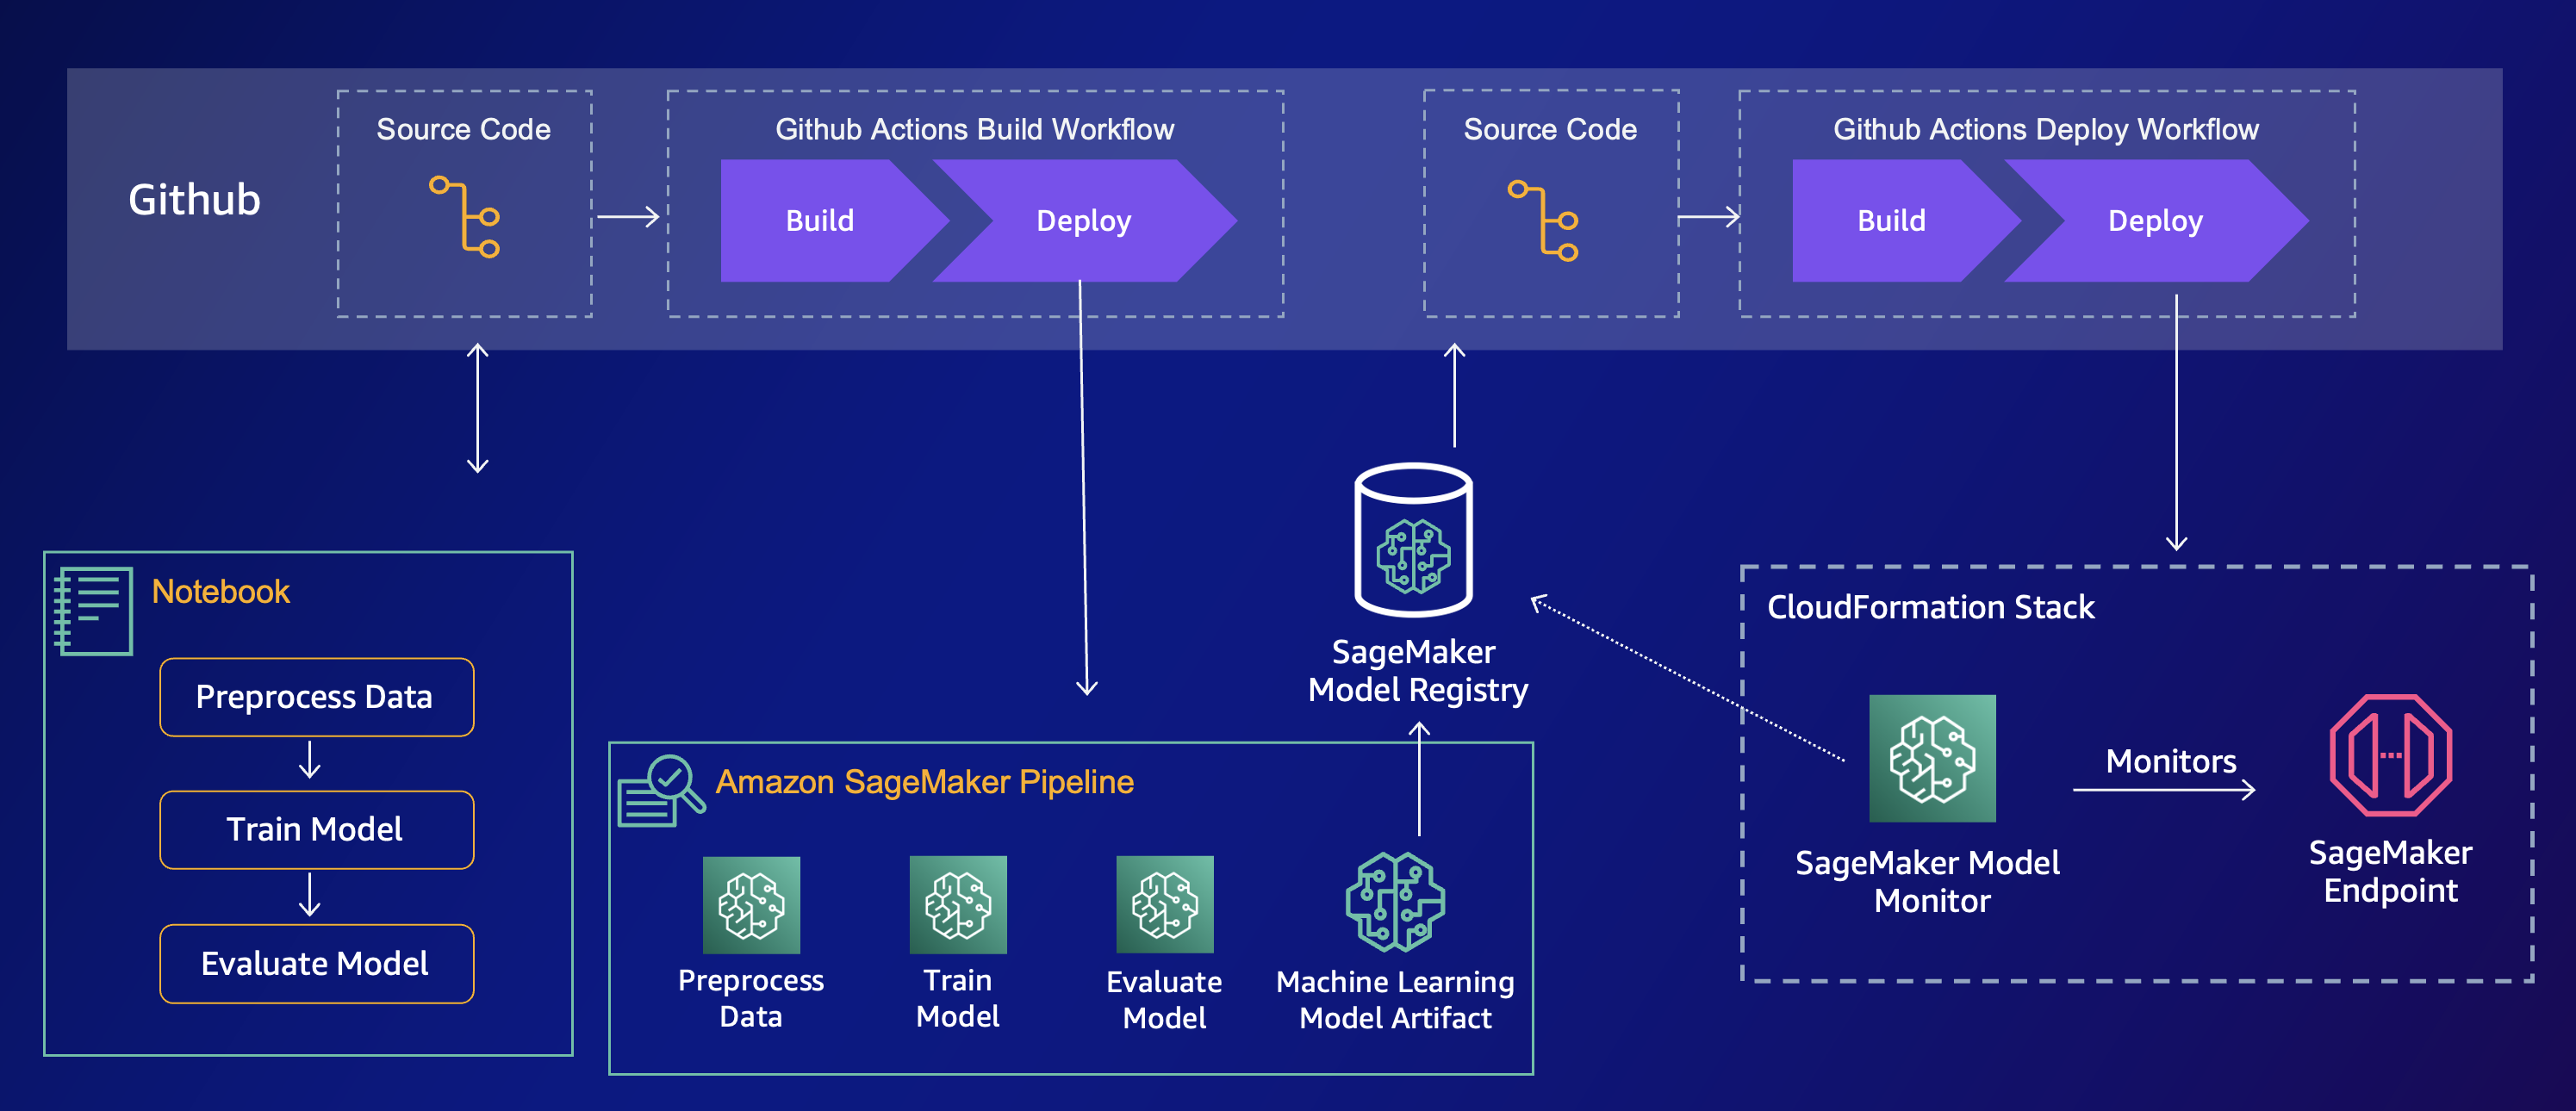 Github
Source Code
Github Actions Build Workflow
Build
Deploy
Source Code
Github Actions Deploy Workflow
Build
Deploy
Notebook
Preprocess Data
Train Model
Evaluate Model
Amazon SageMaker Pipeline
Preprocess
Data
Train
Model
Evaluate
Model
Machine Learning
Model Artifact
SageMaker
Model Registry
CloudFormation Stack
SageMaker Model
Monitor
Monitors
SageMaker
Endpoint